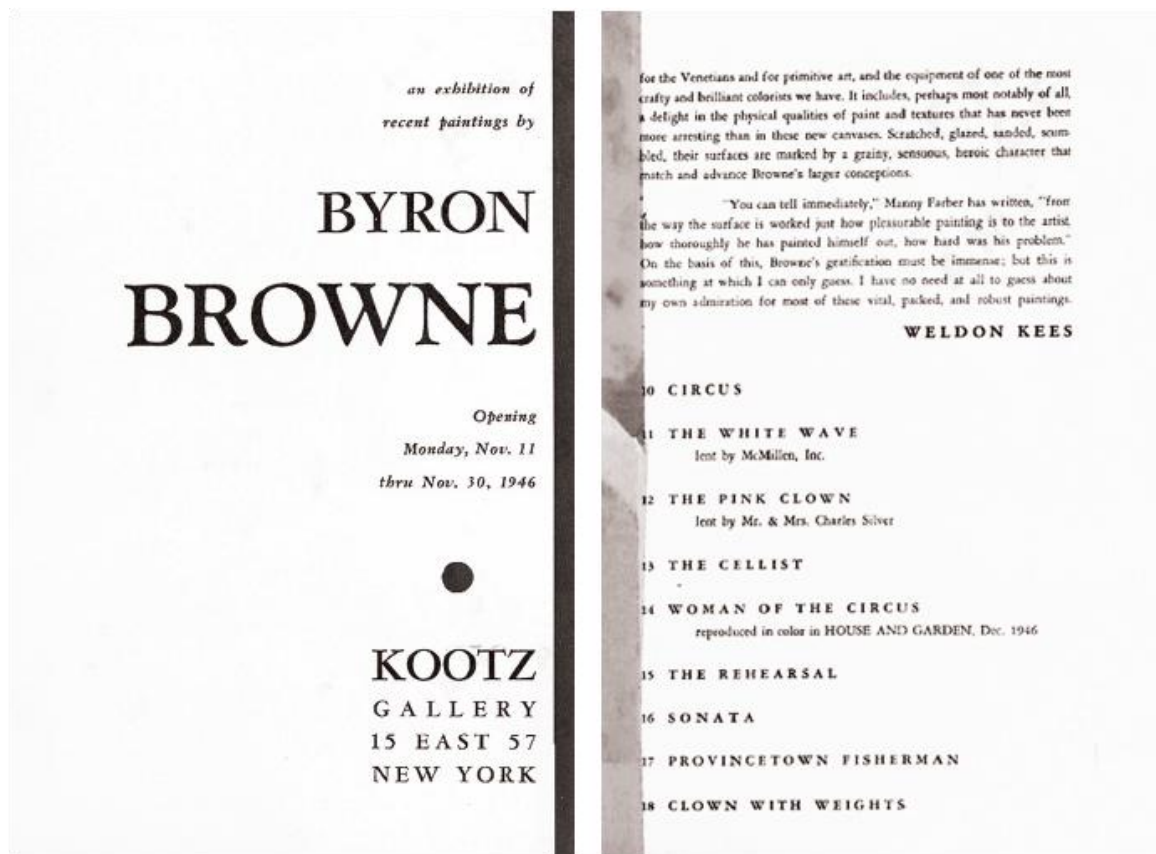 an exhibition of
recent paintings by
BYRON
BROWNE
Opening
Monday, Nov. 11
thru Nov. 30, 1946
KOOTZ
GALLERY
15 EAST 57
NEW YORK
for the Venetians and for primitive art, and the equipment of one of the most
crafty and brilliant colorists we have. It includes, perhaps most notably of all,
a delight in the physical qualities of paint and textures that has never been
more arresting than in these new canvases. Scratched, glazed, sanded, scum-
bled, their surfaces are marked by a grainy, sensuous, heroic character that
match and advance Browne's larger conceptions.
"You can tell immediately," Manny Farber has written, "from
the way the surface is worked just how pleasurable painting is to the artist,
how thoroughly he has painted himself out, how hard was his problem."
On the basis of this, Browne's gratification must be immense; but this is
something at which I can only guess. I have no need at all to guess about
my own admiration for most of these vital, packed, and robust paintings.
WELDON KEES
10 CIRCUS
11 THE WHITE WAVE
lent by McMillen, Inc.
12 THE PINK CLOWN
lent by Mr. & Mrs. Charles Silver
13 THE CELLIST
14 WOMAN OF THE CIRCUS
reproduced in color in HOUSE AND GARDEN, Dec. 1946
15 THE REHEARSAL
16 SONATA
17 PROVINCETOWN FISHERMAN
18 CLOWN WITH WEIGHTS